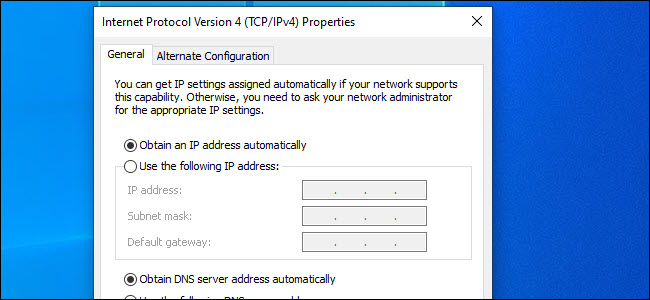 Internet Protocol Version 4 (TCP/IPv4) Properties
General
Alternate Configuration
You can get IP settings assigned automatically if your network supports
this capability. Otherwise, you need to ask your network administrator
for the appropriate IP settings.
Obtain an IP address automatically
Use the following IP address:
IP address:
Subnet mask:
Default gateway:
Obtain DNS server address automatically